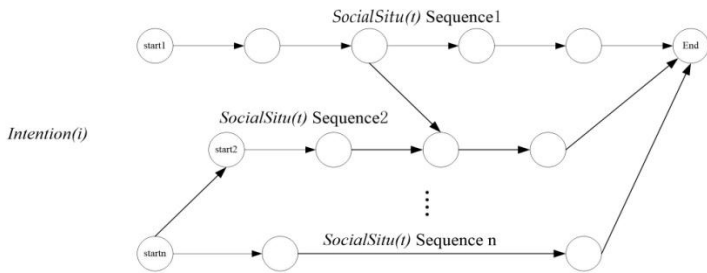 SocialSitu(t) Sequence1
start1
End
SocialSitu(t) Sequence2
Intention(i)
start2
startn
SocialSitu(t) Sequence n